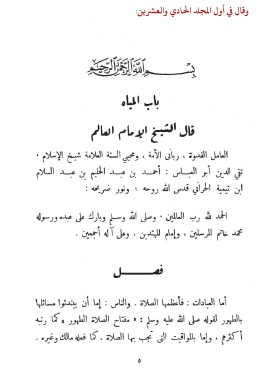 وقال في أول المجلد الحادي والعشرين:
بسم الله الرحمن الرحيم
باب المياه
قال الشيخ الإمام العالم
العامل القدوة ، ربانى الأمة ، ومحيي السنة العلامة شيخ الإسلام ،
تقي الدين أبو العباس : أحمد بن عبد الحليم بن عبد السلام
ابن تيمية الحراني قدس الله روحه ؛ ونور ضريحه :
الحمد لله رب العالمين ، وصلى الله وسلم وبارك على عبده ورسوله
محمد خاتم المرسلين ، وإمام المهتدين ، وعلى آله أجمعين .
فصل
أما العبادات : فأعظمها الصلاة . والناس : إما أن يبتدئوا مسائلها
بالطهور لقوله صلى الله عليه وسلم : « مفتاح الصلاة الطهور » كما رتبه
أكثرهم ، وإما بالمواقيت التى تجب بها الصلاة ، كما فعله مالك وغيره .
٥